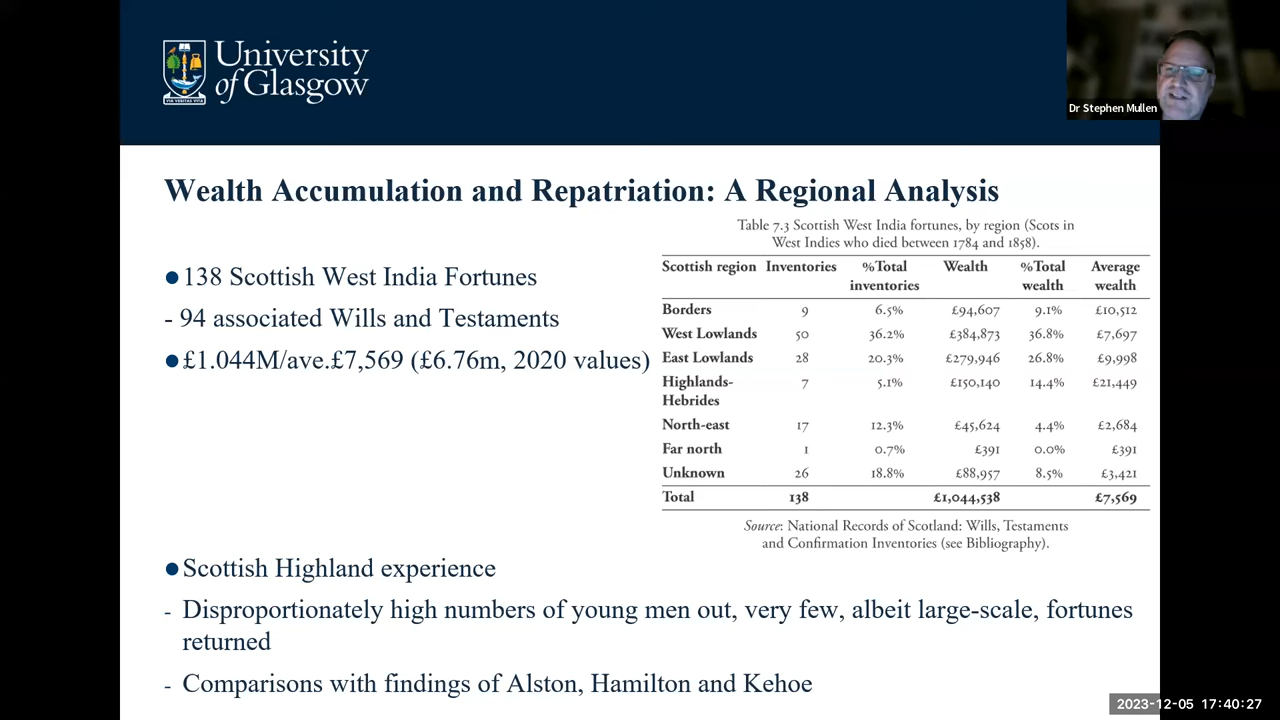 University
of Glasgow
VIA VERITAS VITA
Dr Stephen Mullen
Wealth Accumulation and Repatriation: A Regional Analysis
●138 Scottish West India Fortunes
- 94 associated Wills and Testaments
●£1.044M/ave.£7,569 (£6.76m, 2020 values)
Table 7.3 Scottish West India fortunes, by region (Scots in
West Indies who died between 1784 and 1858).
Scottish region Inventories %Total Wealth %Total Average
inventories wealth wealth
Borders 9 6.5% £94,607 9.1% £10,512
West Lowlands 50 36.2% £384,873 36.8% £7,697
East Lowlands 28 20.3% £279,946 26.8% £9,998
Highlands- 7 5.1% £150,140 14.4% £21,449
Hebrides
North-east 17 12.3% £45,624 4.4% £2,684
Far north 1 0.7% £391 0.0% £391
Unknown 26 18.8% £88,957 8.5% £3,421
Total 138 £1,044,538 £7,569
Source: National Records of Scotland: Wills, Testaments
and Confirmation Inventories (see Bibliography).
●Scottish Highland experience
- Disproportionately high numbers of young men out, very few, albeit large-scale, fortunes
returned
- Comparisons with findings of Alston, Hamilton and Kehoe
2023-12-05 17:40:27